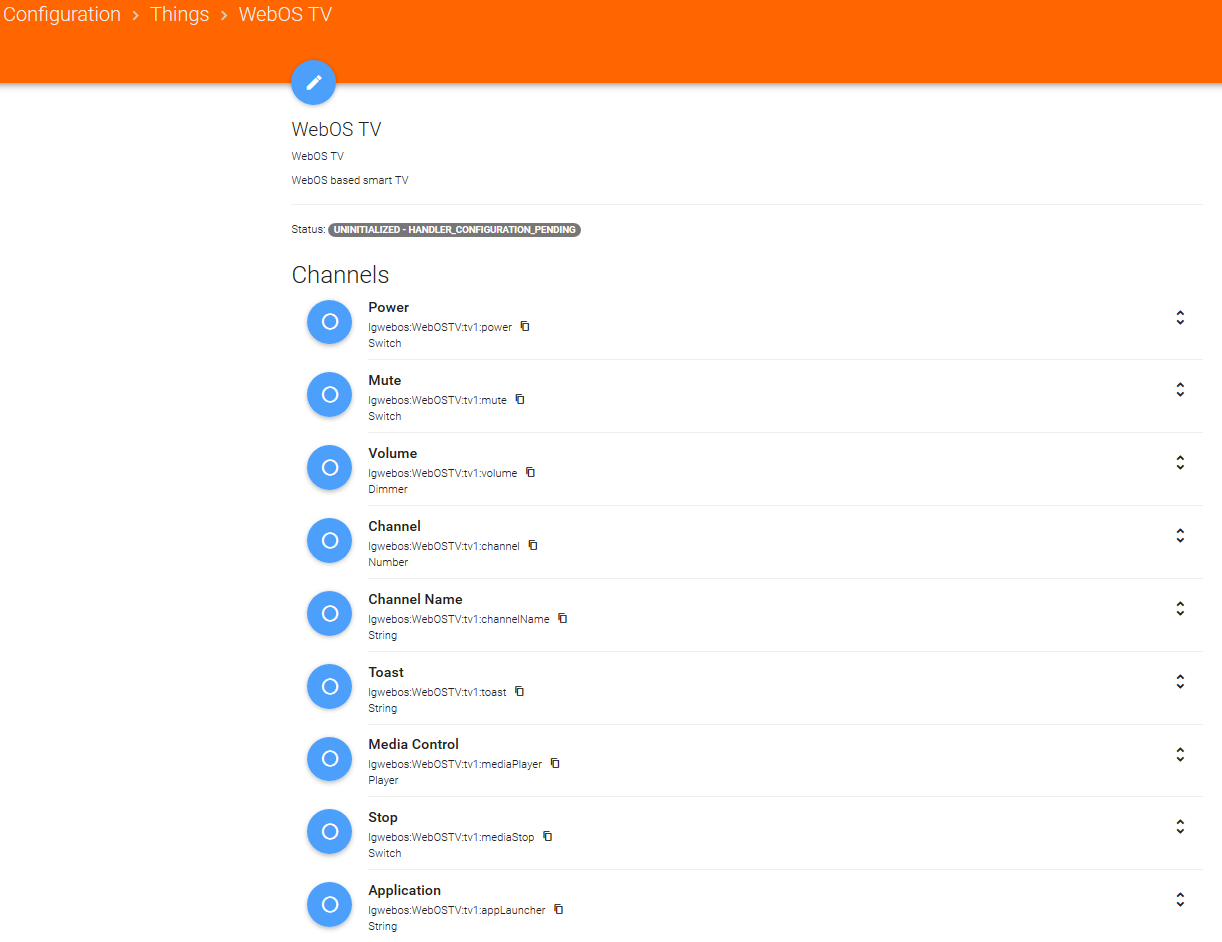 Configuration > Things > WebOS TV
WebOS TV
WebOS TV
WebOS based smart TV
Status: UNINITIALIZED - HANDLER_CONFIGURATION_PENDING
Channels
Power
lgwebos:WebOSTV:tv1:power
Switch
Mute
lgwebos:WebOSTV:tv1:mute
Switch
Volume
lgwebos:WebOSTV:tv1:volume
Dimmer
Channel
lgwebos:WebOSTV:tv1:channel
Number
Channel Name
lgwebos:WebOSTV:tv1:channelName
String
Toast
lgwebos:WebOSTV:tv1:toast
String
Media Control
lgwebos:WebOSTV:tv1:mediaPlayer
Player
Stop
lgwebos:WebOSTV:tv1:mediaStop
Switch
Application
lgwebos:WebOSTV:tv1:appLauncher
String